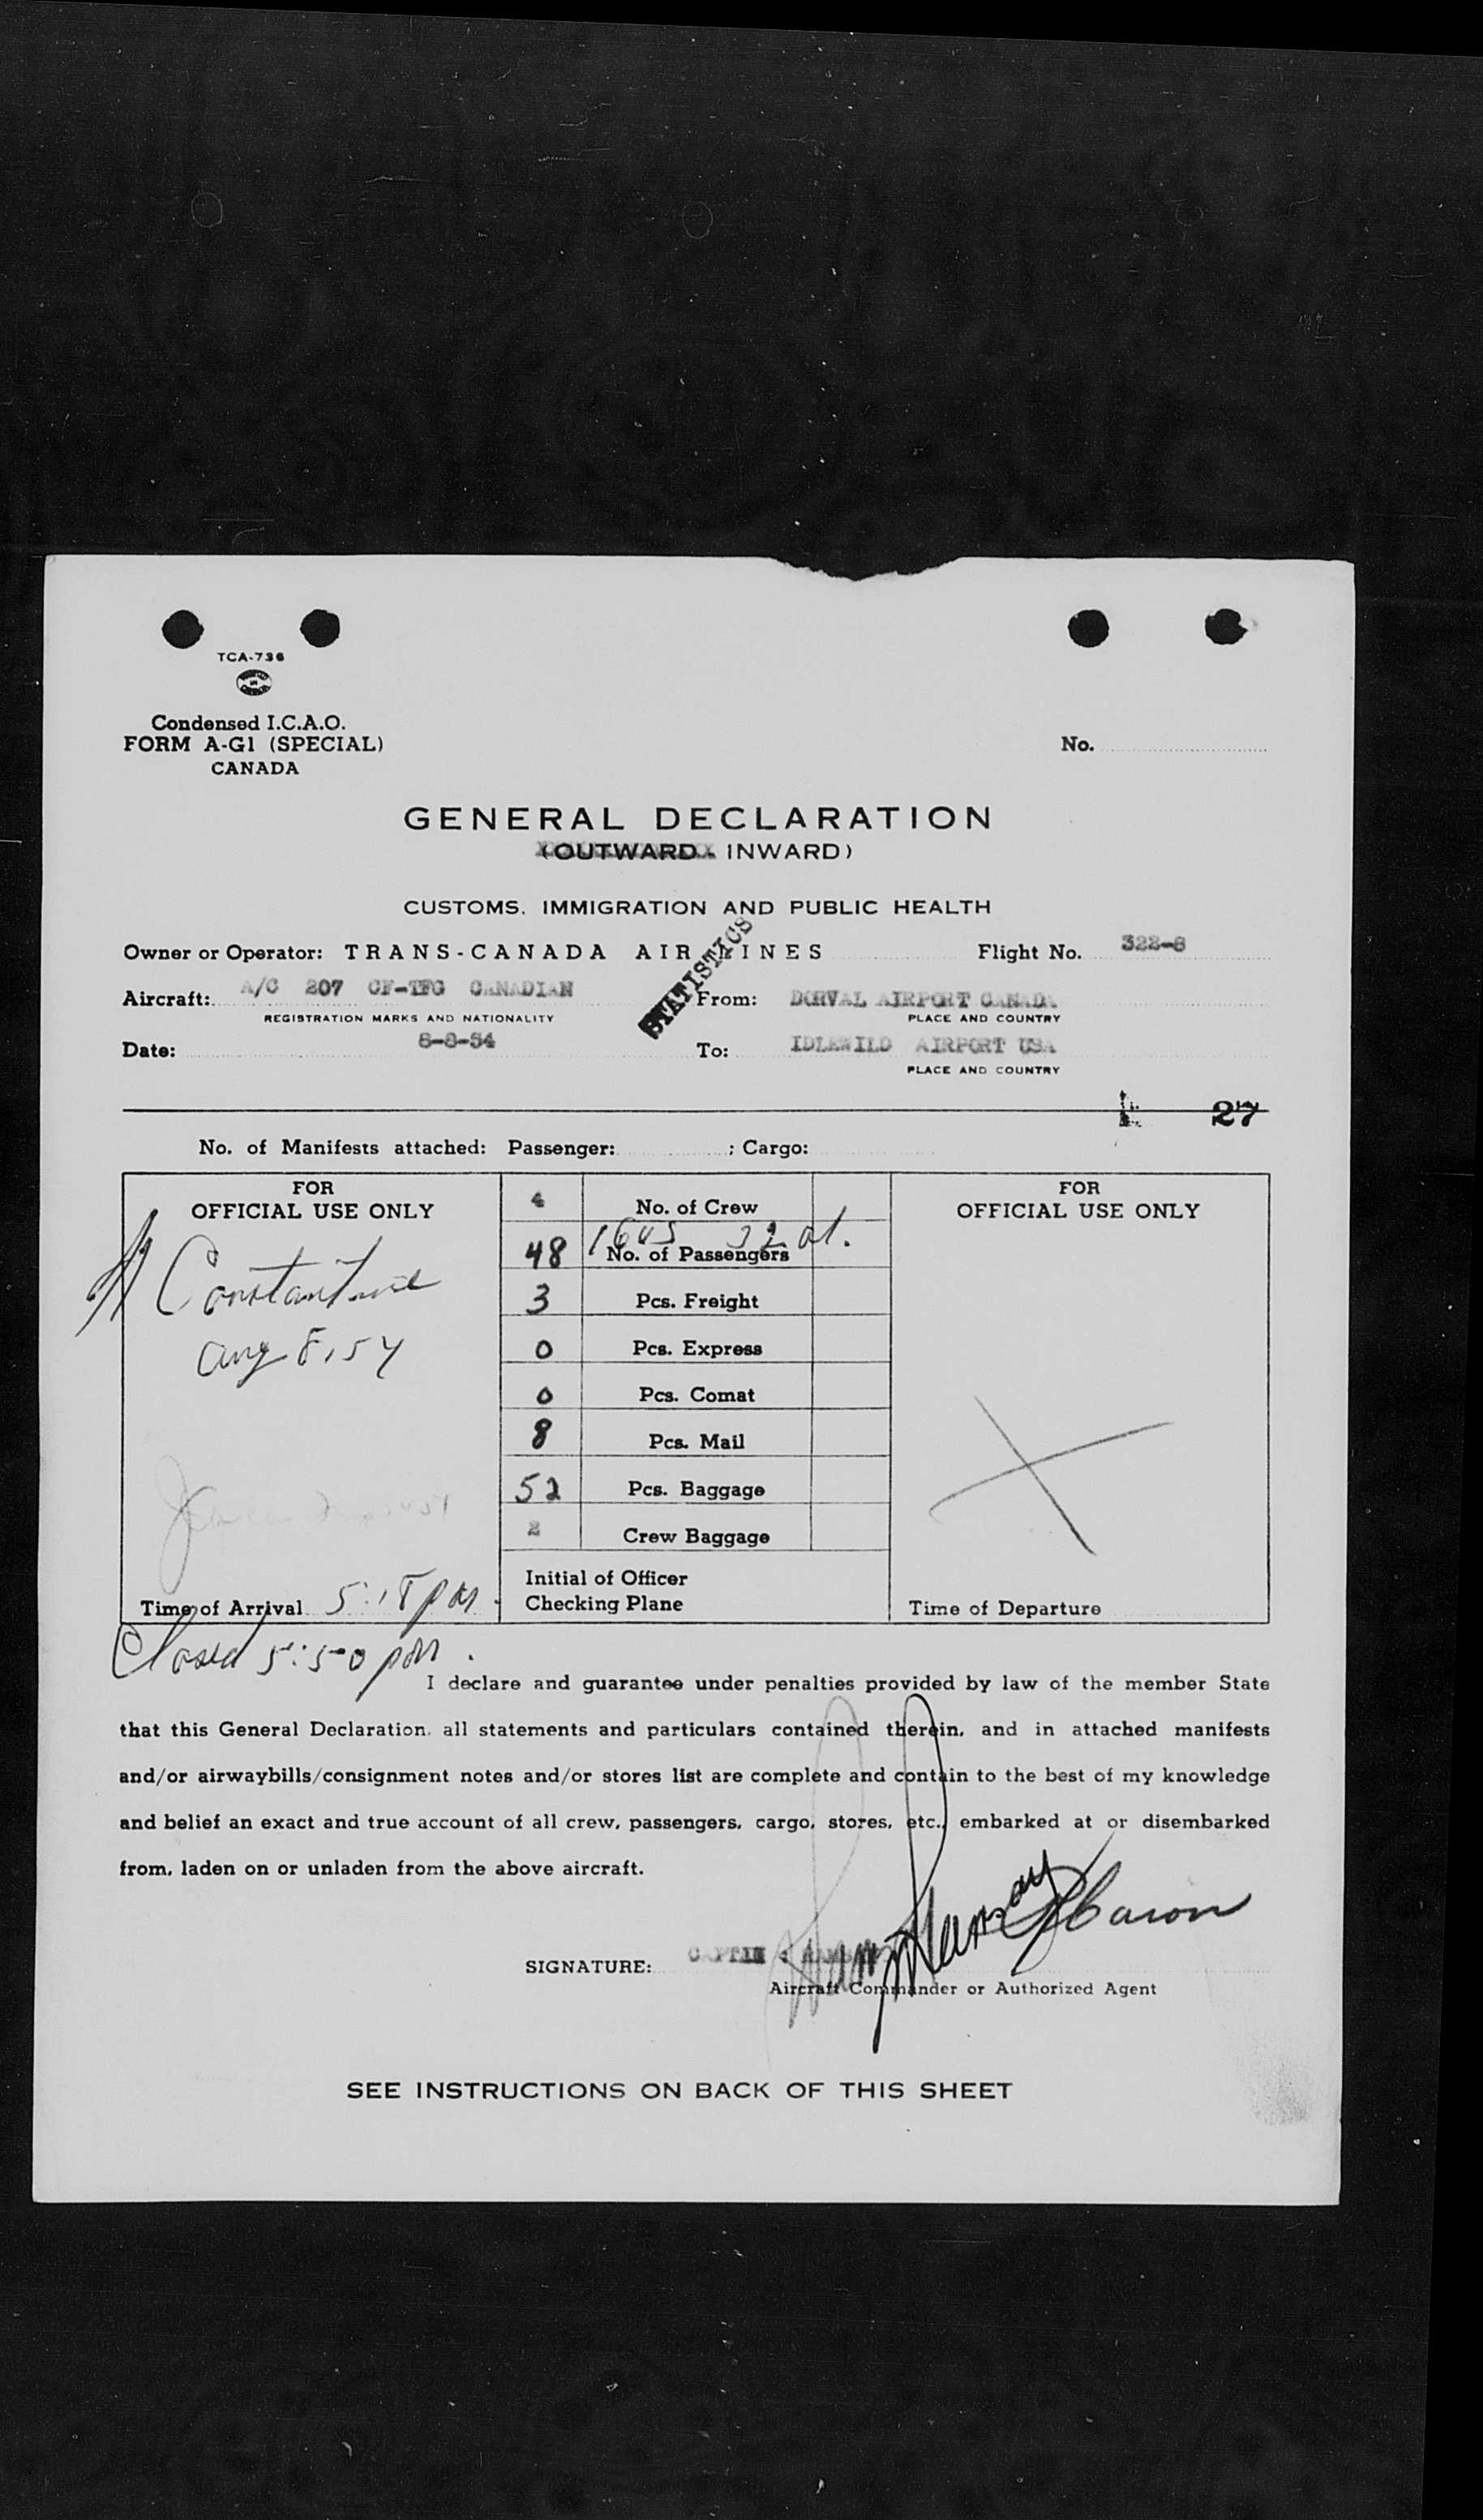 TCA-736
Condensed I.C.A.O.
FORM A-G1 (SPECIAL)
CANADA
No.
GENERAL DECLARATION
(OUTWARD - INWARD)
CUSTOMS, IMMIGRATION AND PUBLIC HEALTH
STATISTICS
Owner or Operator: TRANS-CANADA AIR LINES Flight No. 322-8
Aircraft: A/C 207 CF-TFG CANADIAN From: DORVAL AIRPORT CANADA
REGISTRATION MARKS AND NATIONALITY PLACE AND COUNTRY
Date: 8-8-54 To: IDLEWILD AIRPORT USA
PLACE AND COUNTRY
27
No. of Manifests attached: Passenger: ; Cargo:
FOR
OFFICIAL USE ONLY
Constantine
Aug 8, 54
Time of Arrival 5:18 pm.
Closed 5:50 pm.
4 No. of Crew
16 US 32 al.
48 No. of Passengers
3 Pcs. Freight
0 Pcs. Express
0 Pcs. Comat
8 Pcs. Mail
52 Pcs. Baggage
2 Crew Baggage
Initial of Officer
Checking Plane
FOR
OFFICIAL USE ONLY
Time of Departure
I declare and guarantee under penalties provided by law of the member State
that this General Declaration, all statements and particulars contained therein, and in attached manifests
and/or airwaybills/consignment notes and/or stores list are complete and contain to the best of my knowledge
and belief an exact and true account of all crew, passengers, cargo, stores, etc., embarked at or disembarked
from, laden on or unladen from the above aircraft.
SIGNATURE: CAPTIN : RAMSAY
Aircraft Commander or Authorized Agent
SEE INSTRUCTIONS ON BACK OF THIS SHEET